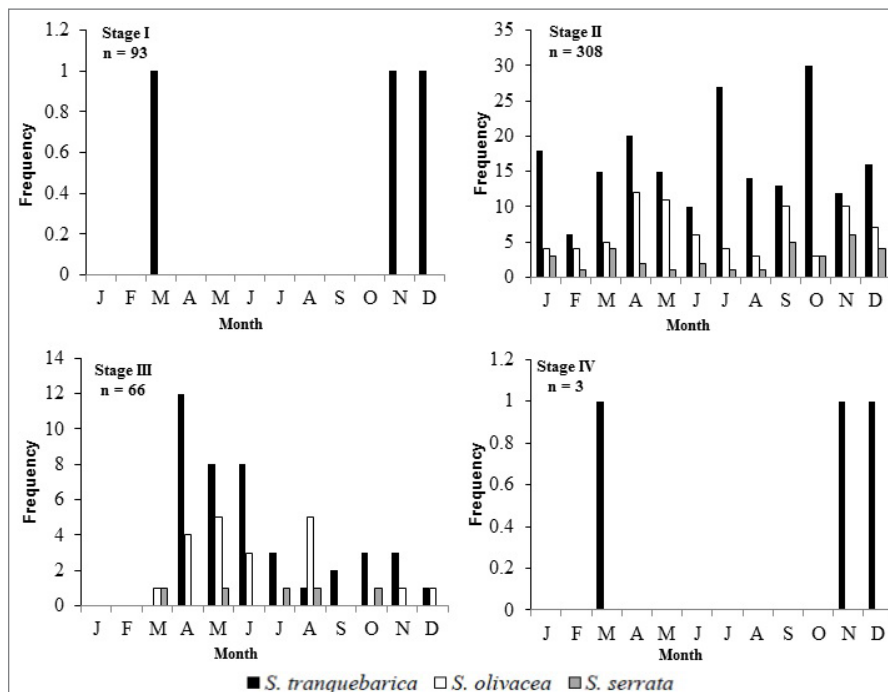 Stage I
n = 93
1.2
1
0.8
0.6
0.4
0.2
0
Frequency
J F M A M J J A S O N D
Month
Stage II
n = 308
35
30
25
20
15
10
5
0
Frequency
J F M A M J J A S O N D
Month
Stage III
n = 66
14
12
10
8
6
4
2
0
Frequency
J F M A M J J A S O N D
Month
Stage IV
n = 3
1.2
1
0.8
0.6
0.4
0.2
0
Frequency
J F M A M J J A S O N D
Month
S. tranquebarica S. olivacea S. serrata